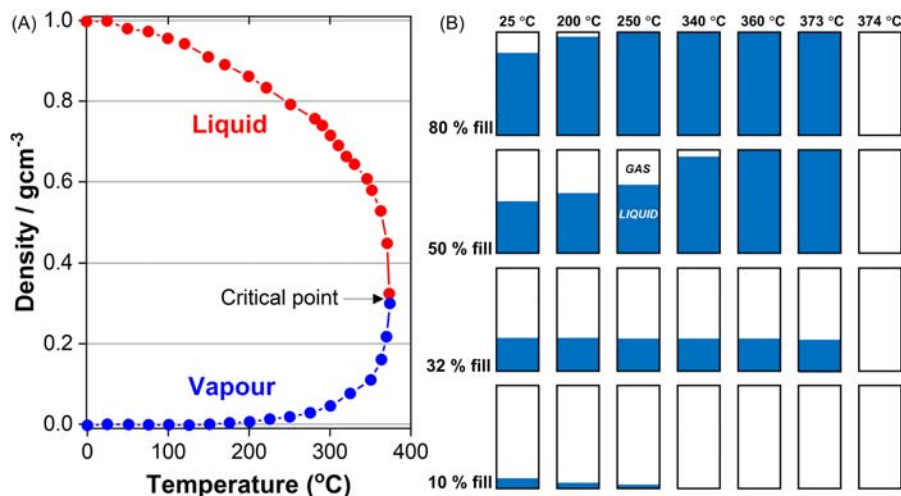 (A)
1.0
0.8
0.6
0.4
0.2
0.0
Density / gcm-3
Liquid
Critical point
Vapour
0 100 200 300 400
Temperature (oC)
(B)
25 °C 200 °C 250 °C 340 °C 360 °C 373 °C 374 °C
80 % fill
GAS
LIQUID
50 % fill
32 % fill
10 % fill